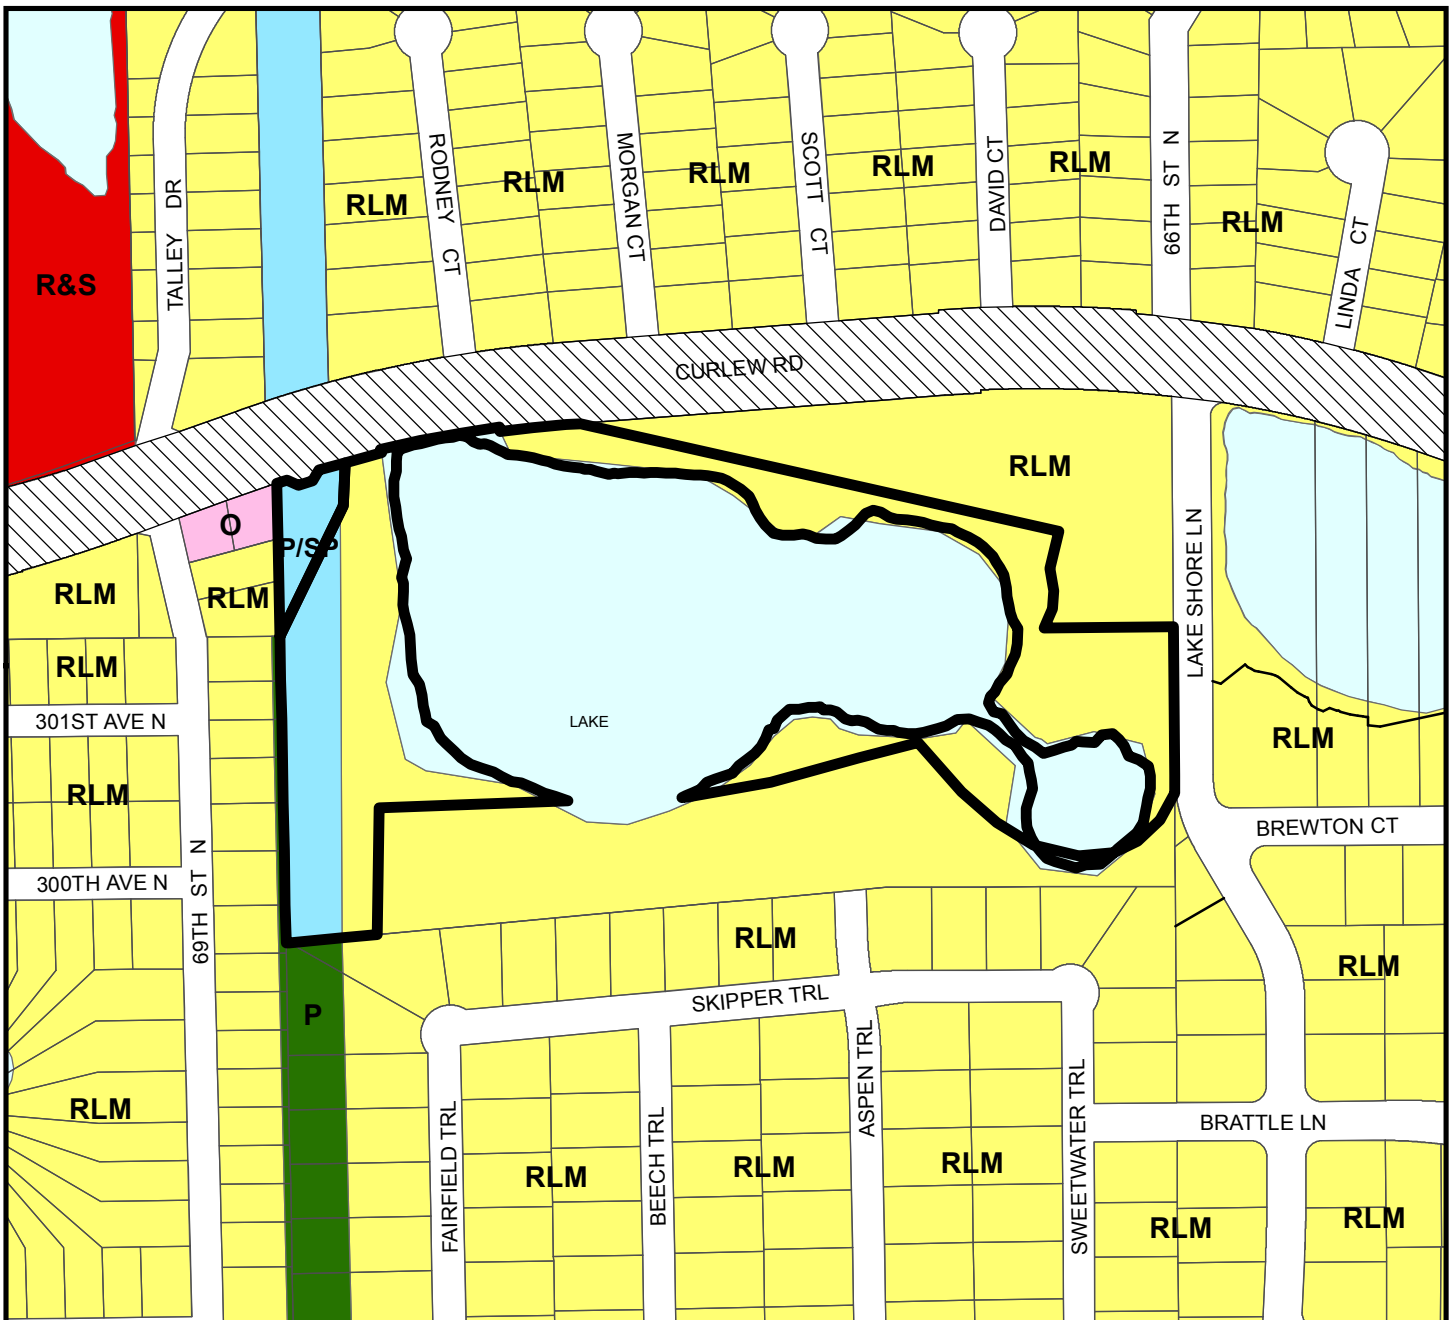 TALLEY DR
RODNEY CT
MORGAN CT
SCOTT CT
DAVID CT
66TH ST N
LINDA CT
RLM
RLM
RLM
RLM
RLM
RLM
R&S
CURLEW RD
RLM
O
P/SP
RLM
RLM
LAKE SHORE LN
RLM
301ST AVE N
LAKE
RLM
RLM
BREWTON CT
300TH AVE N
69TH ST N
RLM
RLM
SKIPPER TRL
P
RLM
FAIRFIELD TRL
BEECH TRL
ASPEN TRL
SWEETWATER TRL
BRATTLE LN
RLM
RLM
RLM
RLM
RLM